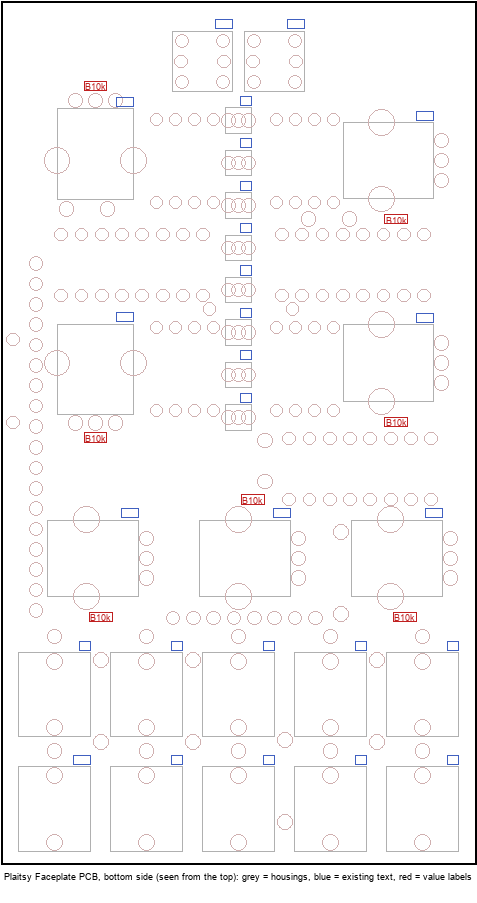 B10k
B10k
B10k
B10k
B10k
B10k
B10k
Plaitsy Faceplate PCB, bottom side (seen from the top): grey = housings, blue = existing text, red = value labels